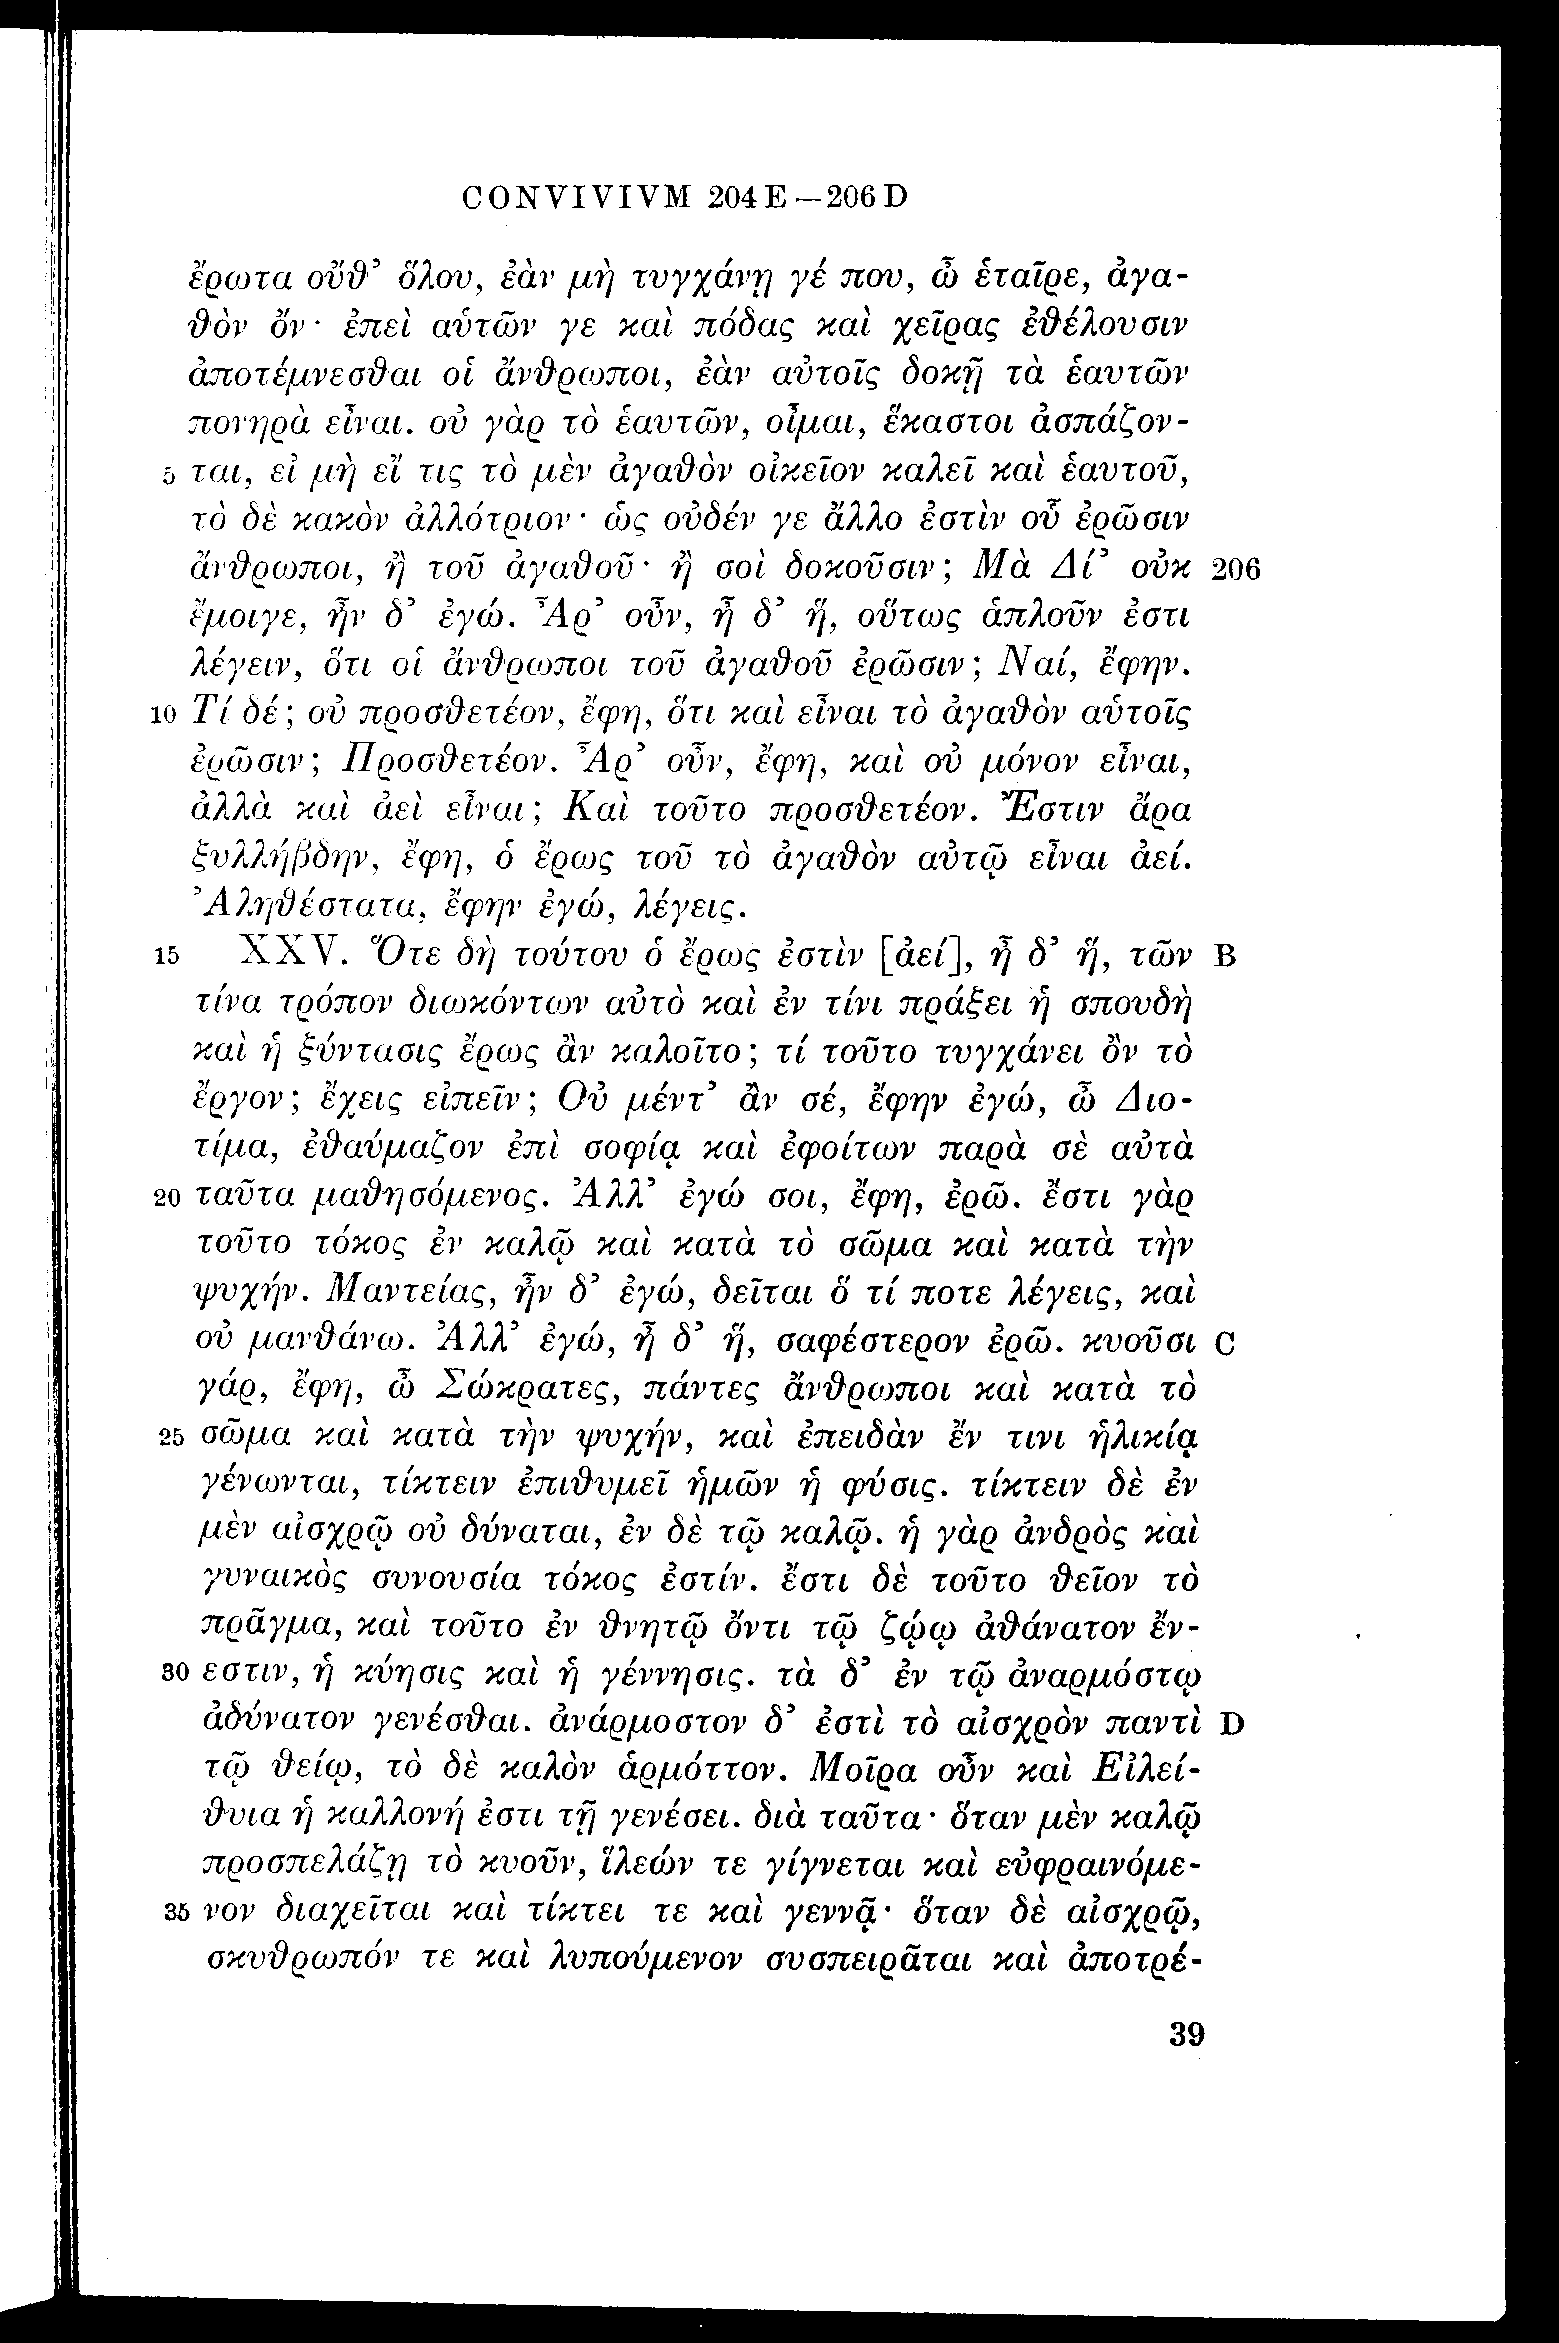 CONVIVIVM 204 E — 206 D
ἔρωτα οὔθ’ ὅλου, ἐὰν μὴ τυγχάνῃ γέ που, ὦ ἑταῖρε, ἀγα-
θὸν ὄν· ἐπεὶ αὑτῶν γε καὶ πόδας καὶ χεῖρας ἐθέλουσιν
ἀποτέμνεσθαι οἱ ἄνθρωποι, ἐὰν αὐτοῖς δοκῇ τὰ ἑαυτῶν
πονηρὰ εἶναι. οὐ γὰρ τὸ ἑαυτῶν, οἶμαι, ἕκαστοι ἀσπάζον-
5 ται, εἰ μὴ εἴ τις τὸ μὲν ἀγαθὸν οἰκεῖον καλεῖ καὶ ἑαυτοῦ,
τὸ δὲ κακὸν ἀλλότριον· ὡς οὐδέν γε ἄλλο ἐστὶν οὗ ἐρῶσιν
ἄνθρωποι, ἢ τοῦ ἀγαθοῦ· ἢ σοὶ δοκοῦσιν; Μὰ Δί’ οὐκ 206
ἔμοιγε, ἦν δ’ ἐγώ. Ἆρ’ οὖν, ἦ δ’ ἥ, οὕτως ἁπλοῦν ἐστι
λέγειν, ὅτι οἱ ἄνθρωποι τοῦ ἀγαθοῦ ἐρῶσιν; Ναί, ἔφην.
10 Τί δέ; οὐ προσθετέον, ἔφη, ὅτι καὶ εἶναι τὸ ἀγαθὸν αὑτοῖς
ἐρῶσιν; Προσθετέον. Ἆρ’ οὖν, ἔφη, καὶ οὐ μόνον εἶναι,
ἀλλὰ καὶ ἀεὶ εἶναι; Καὶ τοῦτο προσθετέον. Ἔστιν ἄρα
ξυλλήβδην, ἔφη, ὁ ἔρως τοῦ τὸ ἀγαθὸν αὑτῷ εἶναι ἀεί.
Ἀληθέστατα, ἔφην ἐγώ, λέγεις.
15 XXV. Ὅτε δὴ τούτου ὁ ἔρως ἐστὶν [ἀεί], ἦ δ’ ἥ, τῶν B
τίνα τρόπον διωκόντων αὐτὸ καὶ ἐν τίνι πράξει ἡ σπουδὴ
καὶ ἡ ξύντασις ἔρως ἂν καλοῖτο; τί τοῦτο τυγχάνει ὂν τὸ
ἔργον; ἔχεις εἰπεῖν; Οὐ μέντ’ ἂν σέ, ἔφην ἐγώ, ὦ Διο-
τίμα, ἐθαύμαζον ἐπὶ σοφίᾳ καὶ ἐφοίτων παρὰ σὲ αὐτὰ
20 ταῦτα μαθησόμενος. Ἀλλ’ ἐγώ σοι, ἔφη, ἐρῶ. ἔστι γὰρ
τοῦτο τόκος ἐν καλῷ καὶ κατὰ τὸ σῶμα καὶ κατὰ τὴν
ψυχήν. Μαντείας, ἦν δ’ ἐγώ, δεῖται ὅ τί ποτε λέγεις, καὶ
οὐ μανθάνω. Ἀλλ’ ἐγώ, ἦ δ’ ἥ, σαφέστερον ἐρῶ. κυοῦσι C
γάρ, ἔφη, ὦ Σώκρατες, πάντες ἄνθρωποι καὶ κατὰ τὸ
25 σῶμα καὶ κατὰ τὴν ψυχήν, καὶ ἐπειδὰν ἔν τινι ἡλικίᾳ
γένωνται, τίκτειν ἐπιθυμεῖ ἡμῶν ἡ φύσις. τίκτειν δὲ ἐν
μὲν αἰσχρῷ οὐ δύναται, ἐν δὲ τῷ καλῷ. ἡ γὰρ ἀνδρὸς καὶ
γυναικὸς συνουσία τόκος ἐστίν. ἔστι δὲ τοῦτο θεῖον τὸ
πρᾶγμα, καὶ τοῦτο ἐν θνητῷ ὄντι τῷ ζῴῳ ἀθάνατον ἔν-
30 εστιν, ἡ κύησις καὶ ἡ γέννησις. τὰ δ’ ἐν τῷ ἀναρμόστῳ
ἀδύνατον γενέσθαι. ἀνάρμοστον δ’ ἐστὶ τὸ αἰσχρὸν παντὶ D
τῷ θείῳ, τὸ δὲ καλὸν ἁρμόττον. Μοῖρα οὖν καὶ Εἰλεί-
θυια ἡ καλλονή ἐστι τῇ γενέσει. διὰ ταῦτα· ὅταν μὲν καλῷ
προσπελάζῃ τὸ κυοῦν, ἵλεών τε γίγνεται καὶ εὐφραινόμε-
35 νον διαχεῖται καὶ τίκτει τε καὶ γεννᾷ· ὅταν δὲ αἰσχρῷ,
σκυθρωπόν τε καὶ λυπούμενον συσπειρᾶται καὶ ἀποτρέ-
39